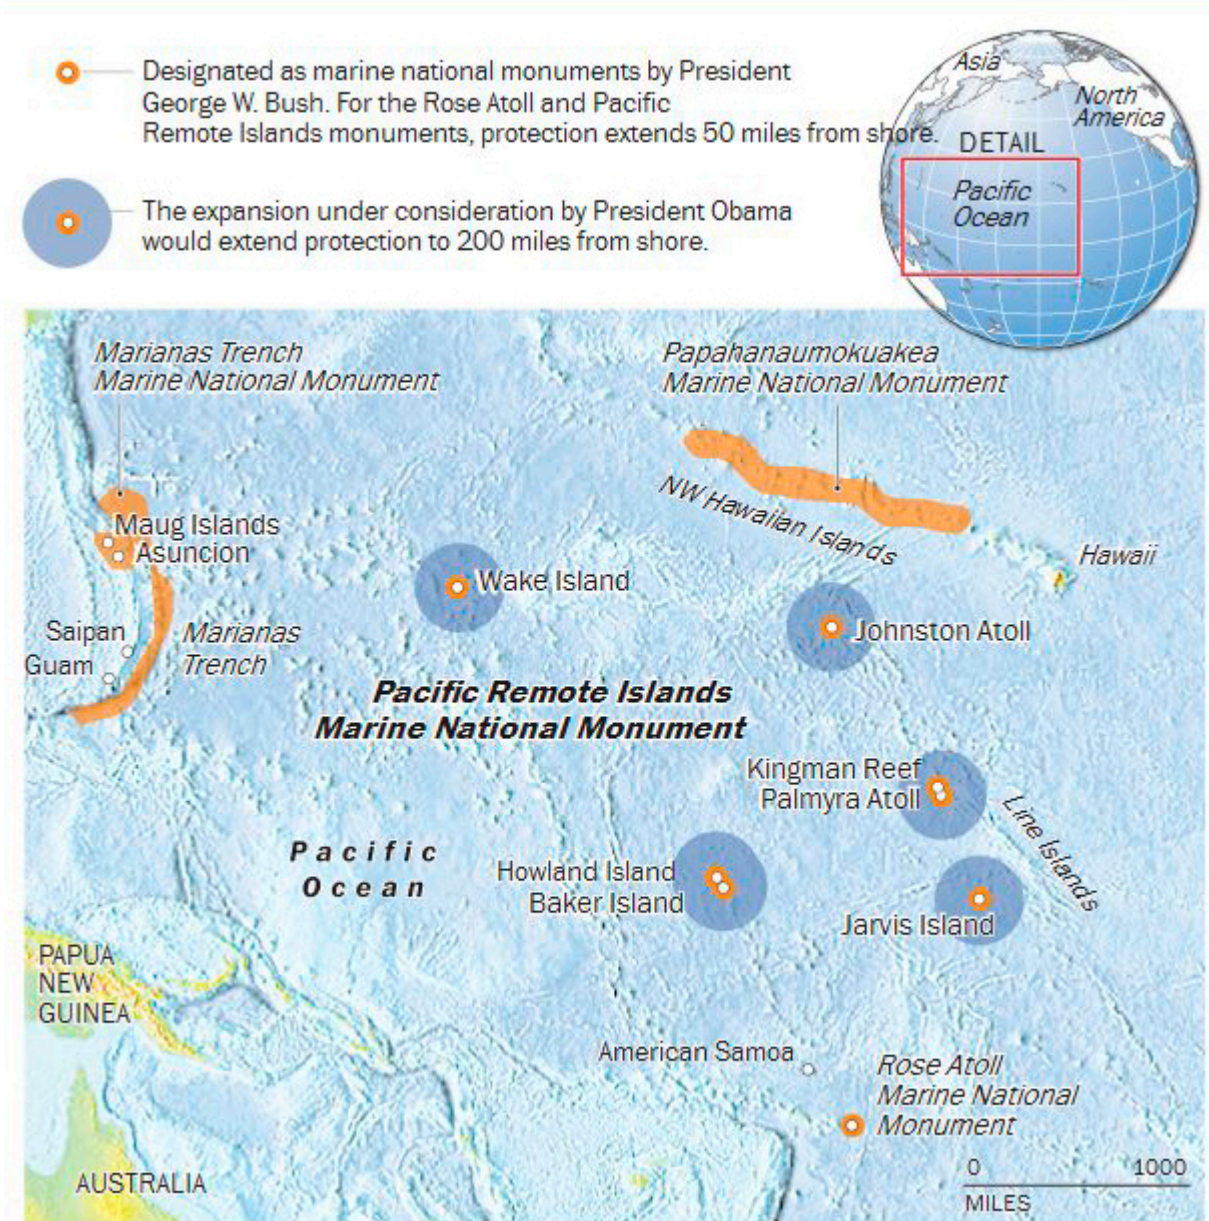 Designated as marine national monuments by President
George W. Bush. For the Rose Atoll and Pacific
Remote Islands monuments, protection extends 50 miles from shore.
The expansion under consideration by President Obama
would extend protection to 200 miles from shore.
Asia
North
America
DETAIL
Pacific
Ocean
Marianas Trench
Marine National Monument
Papahanaumokuakea
Marine National Monument
NW Hawaiian Islands
Hawaii
Maug Islands
Asuncion
Wake Island
Johnston Atoll
Saipan
Guam
Marianas
Trench
Pacific Remote Islands
Marine National Monument
Kingman Reef
Palmyra Atoll
Line Islands
Pacific
Ocean
Howland Island
Baker Island
Jarvis Island
PAPUA
NEW
GUINEA
American Samoa
Rose Atoll
Marine National
Monument
AUSTRALIA
0 1000
MILES